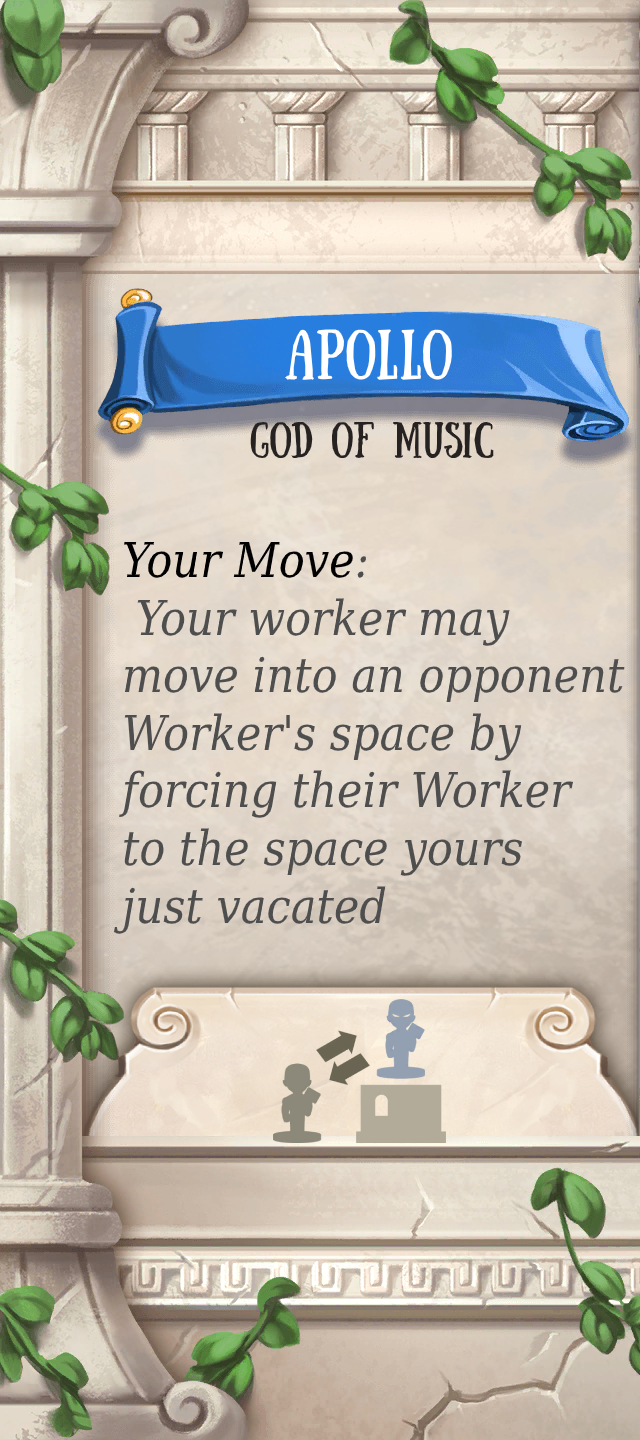 APOLLO
GOD OF MUSIC
Your Move:
Your worker may
move into an opponent
Worker's space by
forcing their Worker
to the space yours
just vacated